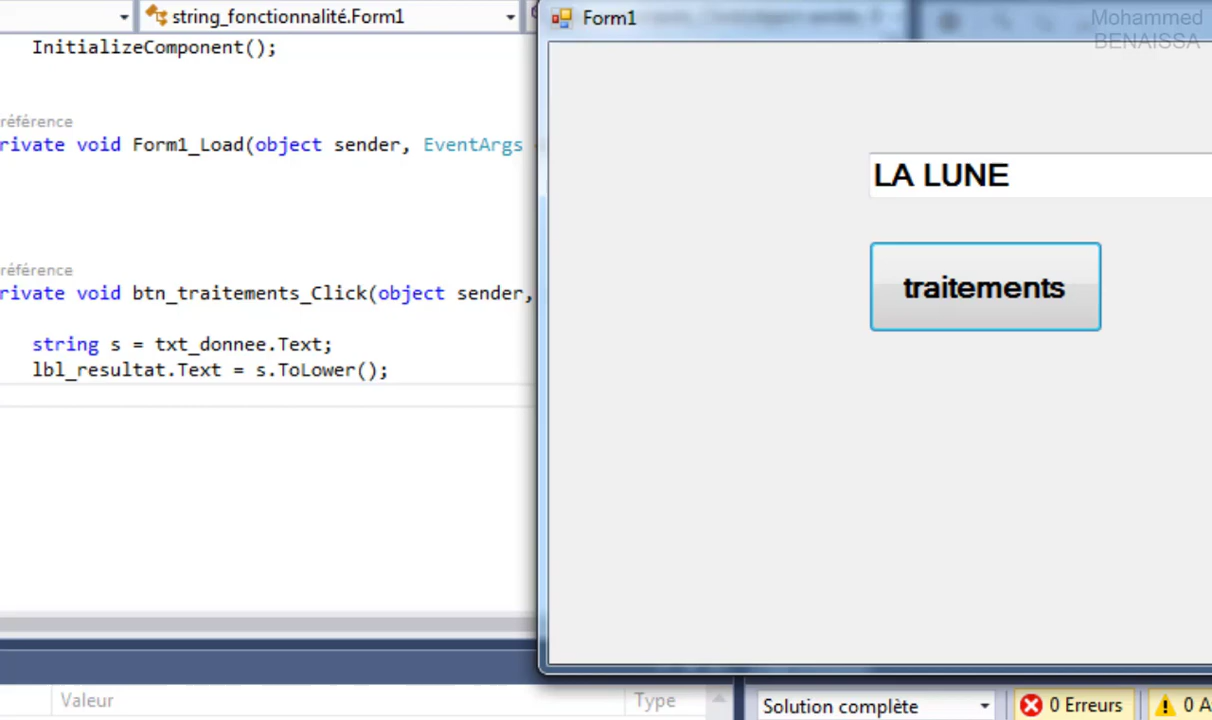 string_fonctionnalité.Form1
InitializeComponent();
référence
rivate void Form1_Load(object sender, EventArgs
référence
rivate void btn_traitements_Click(object sender,
string s = txt_donnee.Text;
lbl_resultat.Text = s.ToLower();
Form1
Mohammed
BENAISSA
LA LUNE
traitements
Valeur
Type
Solution complète
0 Erreurs
0 A